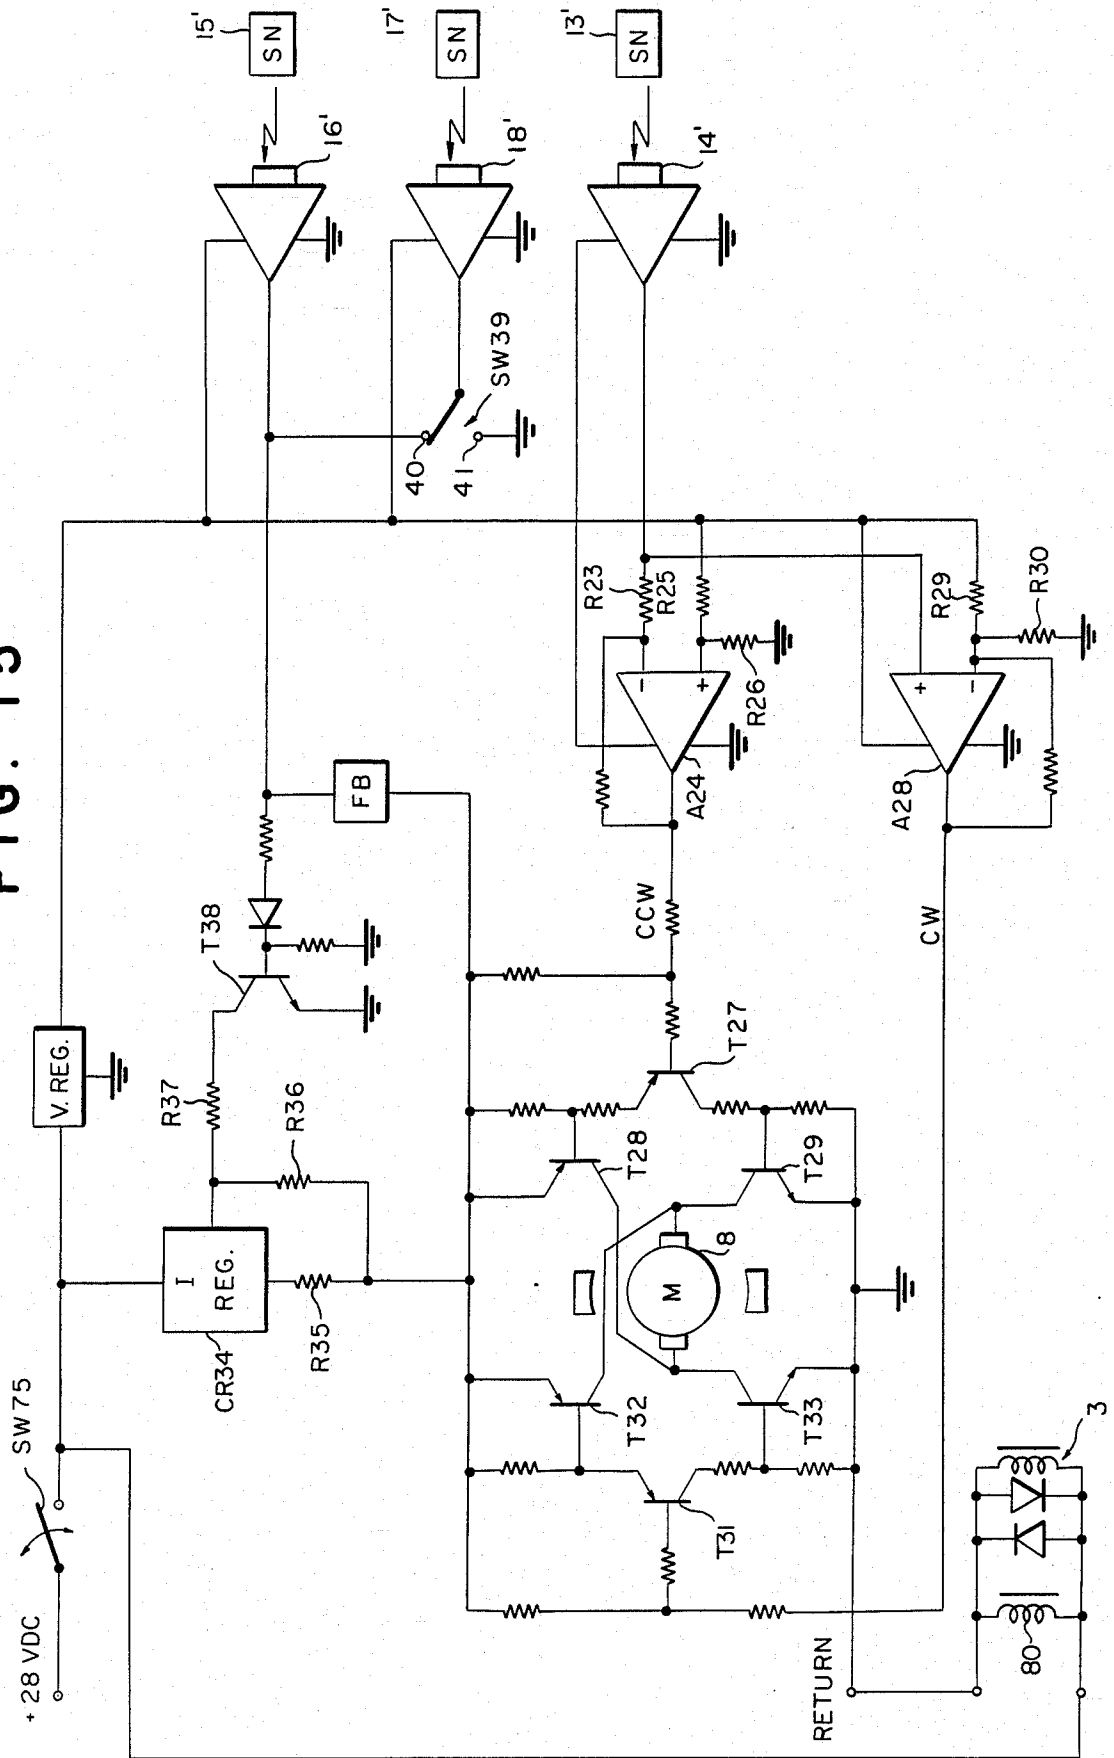 FIG. 15
+28 VDC
SW75
V. REG.
I
REG.
CR34
R35
R36
R37
T38
FB
15'
SN
16'
17'
SN
18'
13'
SN
14'
40
41
SW39
R23
R25
R26
A24
R29
R30
A28
CCW
CW
T27
T28
T29
M
8
T32
T33
T31
RETURN
80
3
+
-
+
-